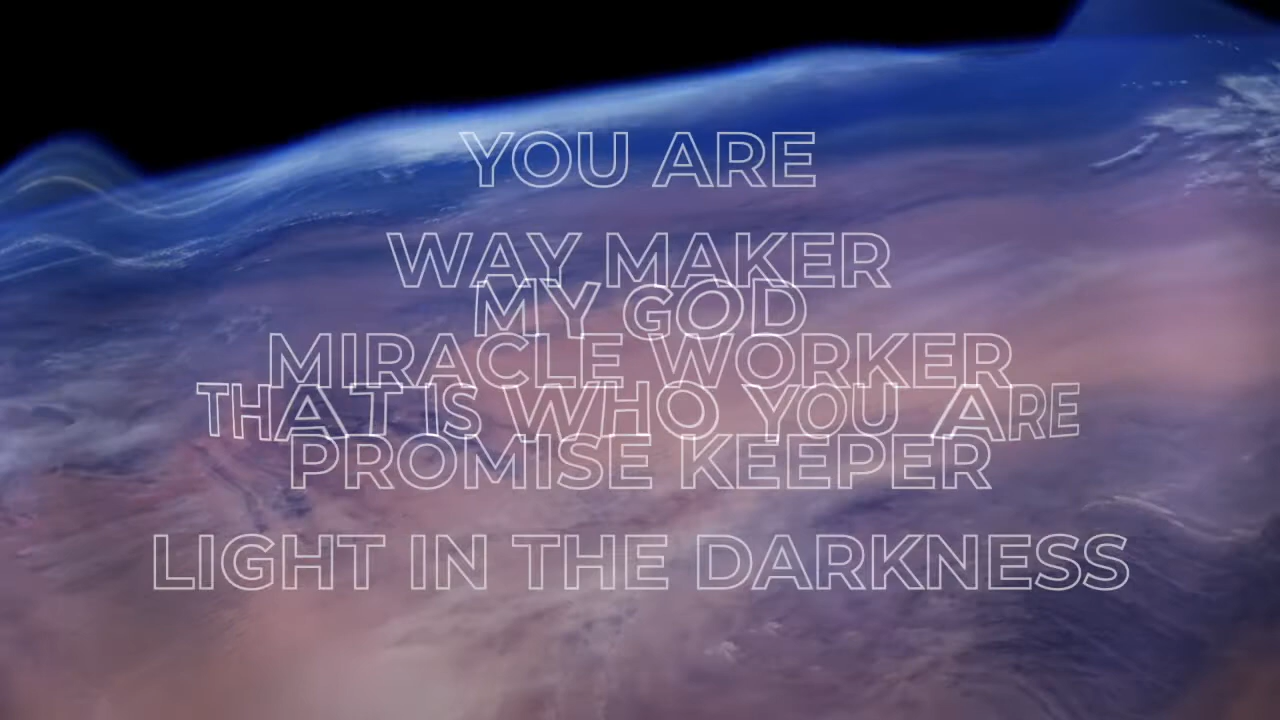 YOU ARE
WAY MAKER
MY GOD
MIRACLE WORKER
THAT IS WHO YOU ARE
PROMISE KEEPER
LIGHT IN THE DARKNESS